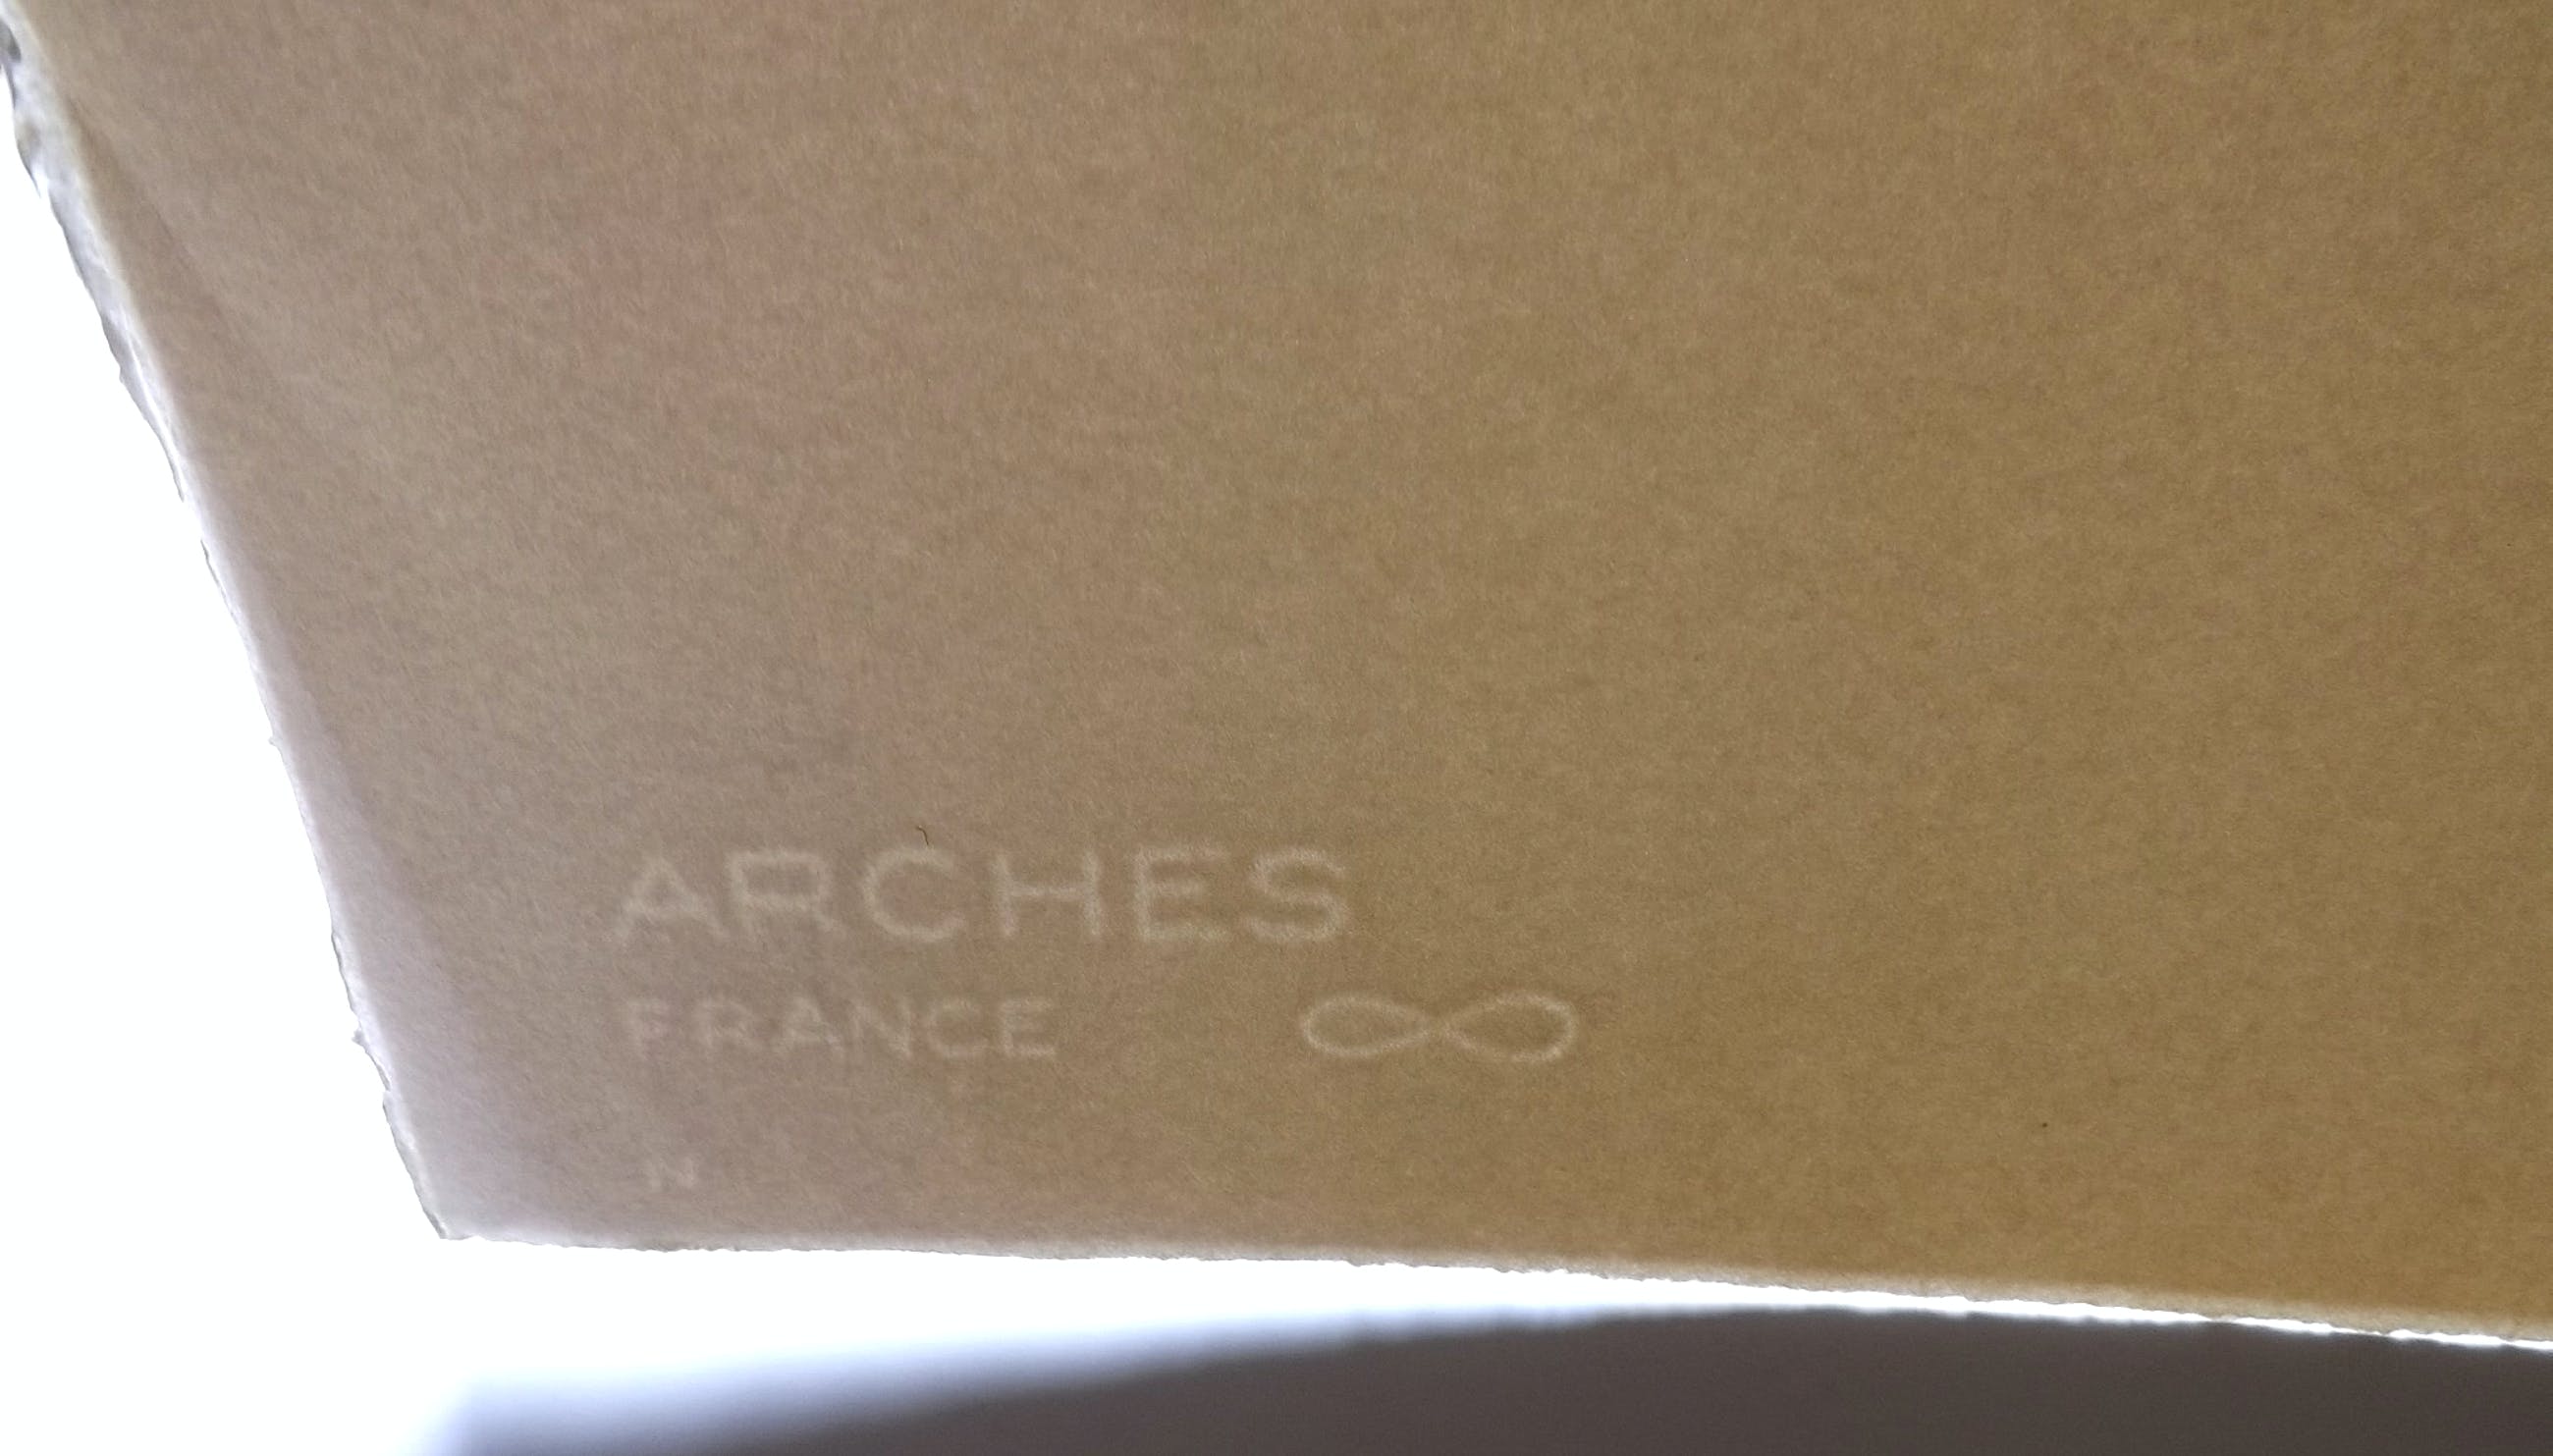 ARCHES
FRANCE ∞
N